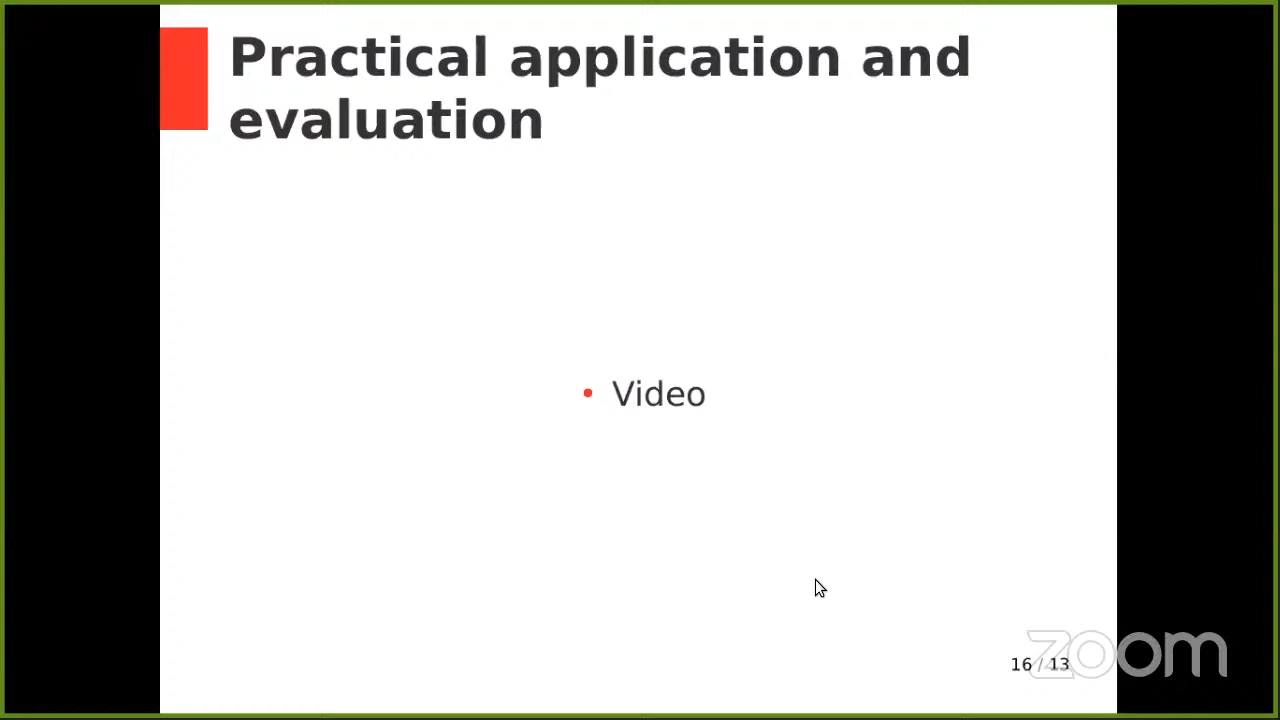 Practical application and
evaluation
• Video
16 / 13
zoom